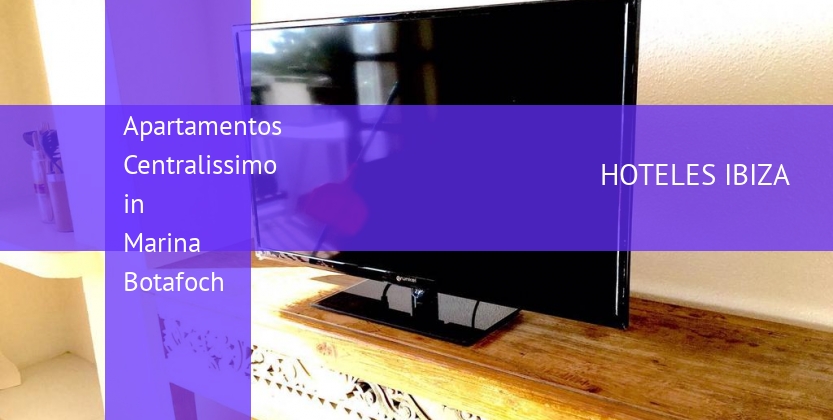 Apartamentos
Centralissimo
in
Marina
Botafoch
HOTELES IBIZA